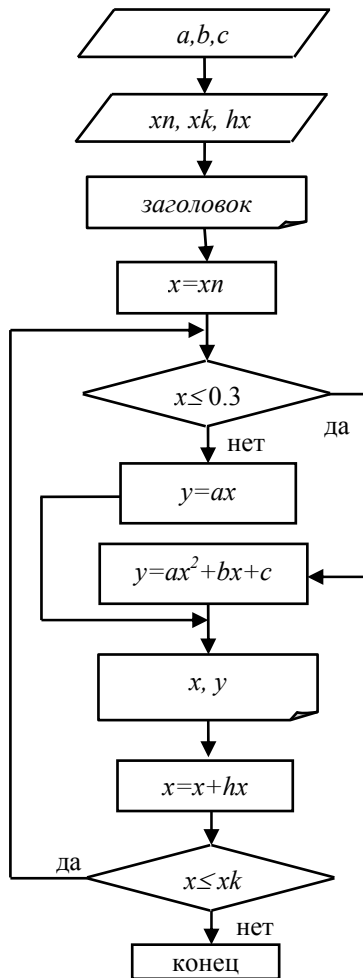 a,b,c
xn, xk, hx
заголовок
x=xn
x≤0.3
да
нет
y=ax
y=ax²+bx+c
x, y
x=x+hx
да
x≤xk
нет
конец